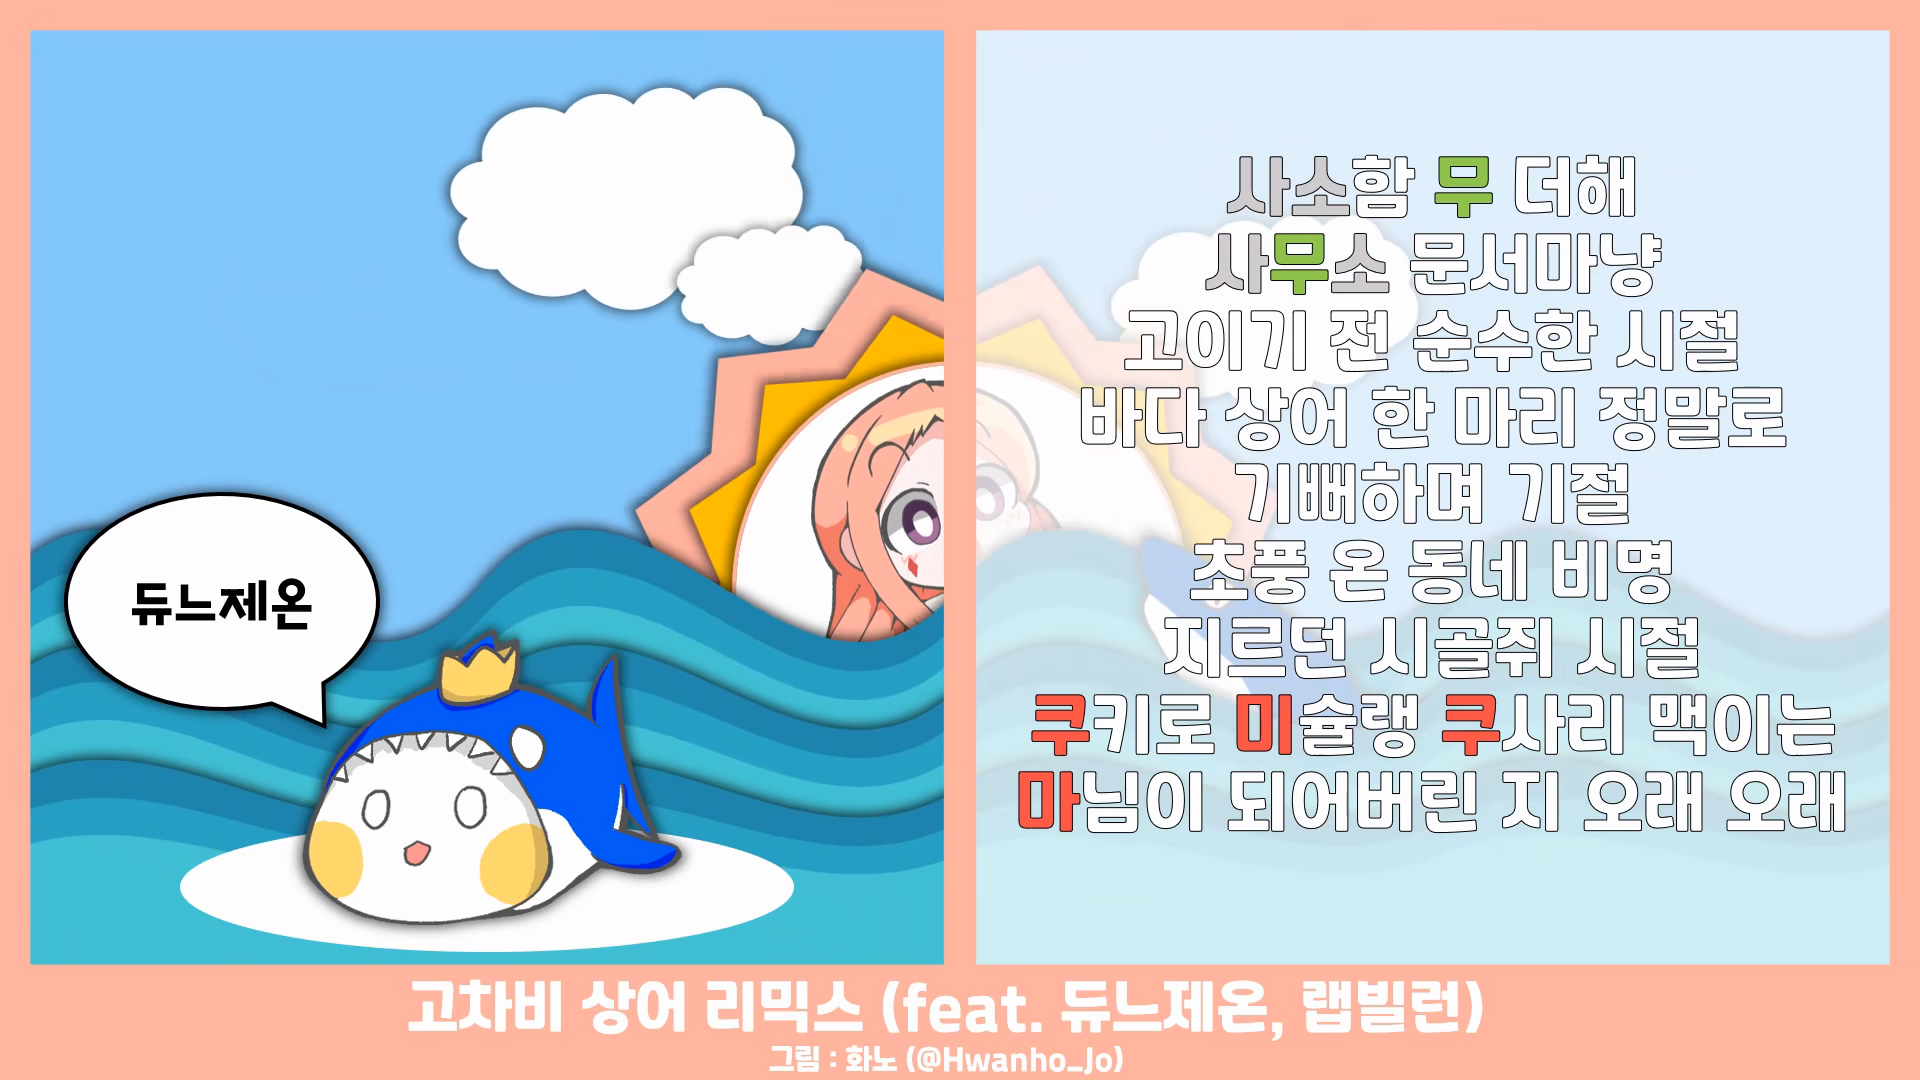 듀느제온
사소함 무 더해
사무소 문서마냥
고이기 전 순수한 시절
바다 상어 한 마리 정말로
기뻐하며 기절
초풍 온 동네 비명
지르던 시골쥐 시절
쿠키로 미슐랭 쿠사리 맥이는
마님이 되어버린 지 오래 오래
고차비 상어 리믹스 (feat. 듀느제온, 랩빌런)
그림 : 화노 (@Hwanho_Jo)